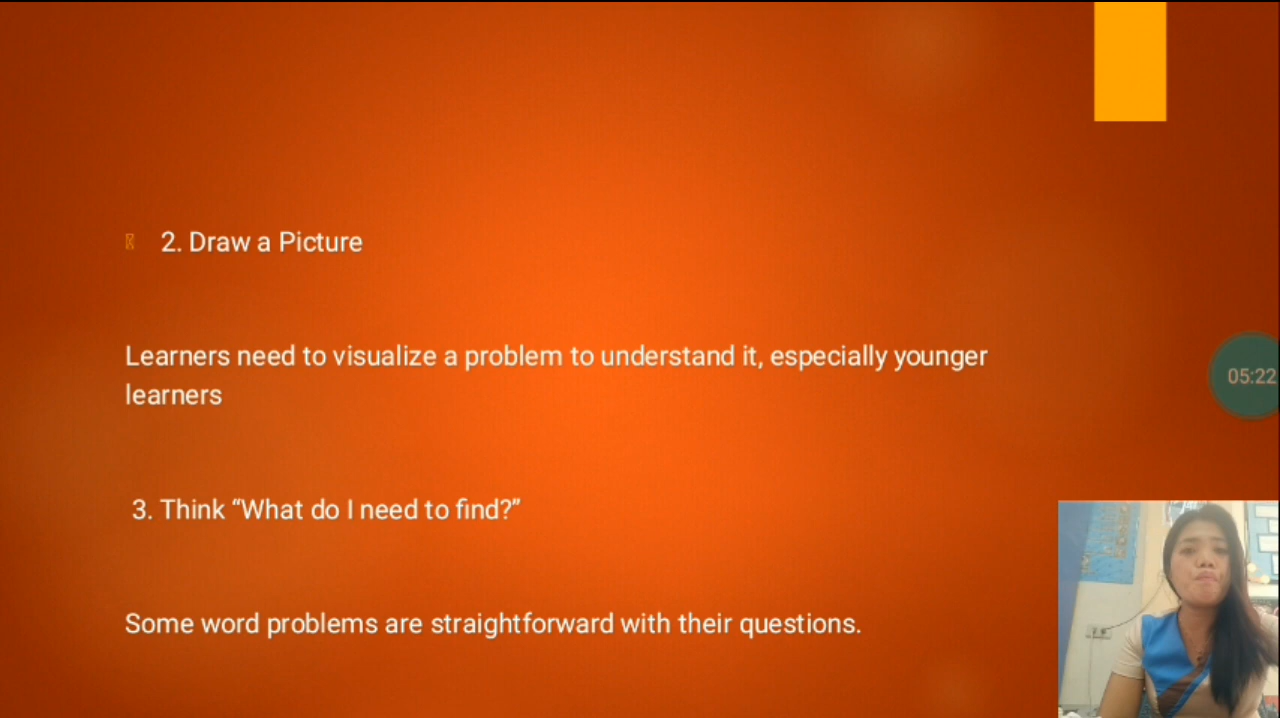 2. Draw a Picture
Learners need to visualize a problem to understand it, especially younger
learners
3. Think “What do I need to find?”
Some word problems are straightforward with their questions.
05:22